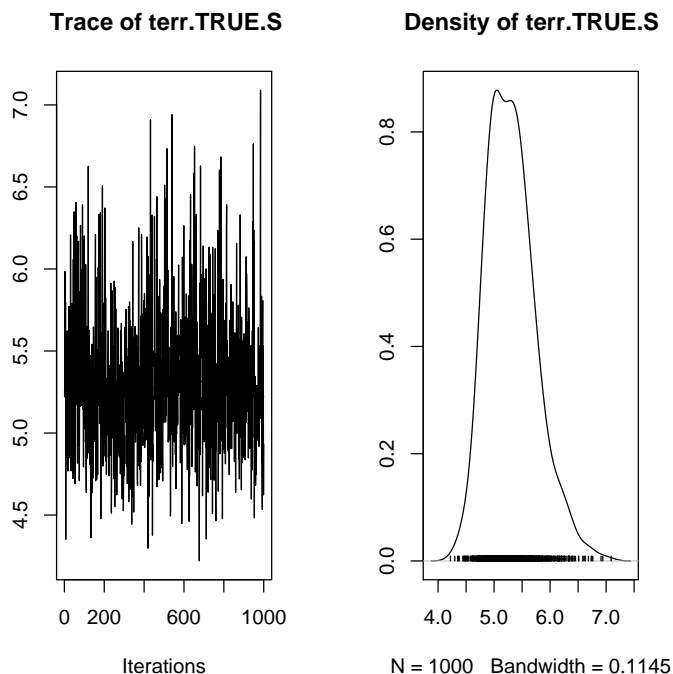 Trace of terr.TRUE.S
7.0
6.5
6.0
5.5
5.0
4.5
0 200 600 1000
Iterations
Density of terr.TRUE.S
0.8
0.6
0.4
0.2
0.0
4.0 5.0 6.0 7.0
N = 1000 Bandwidth = 0.1145